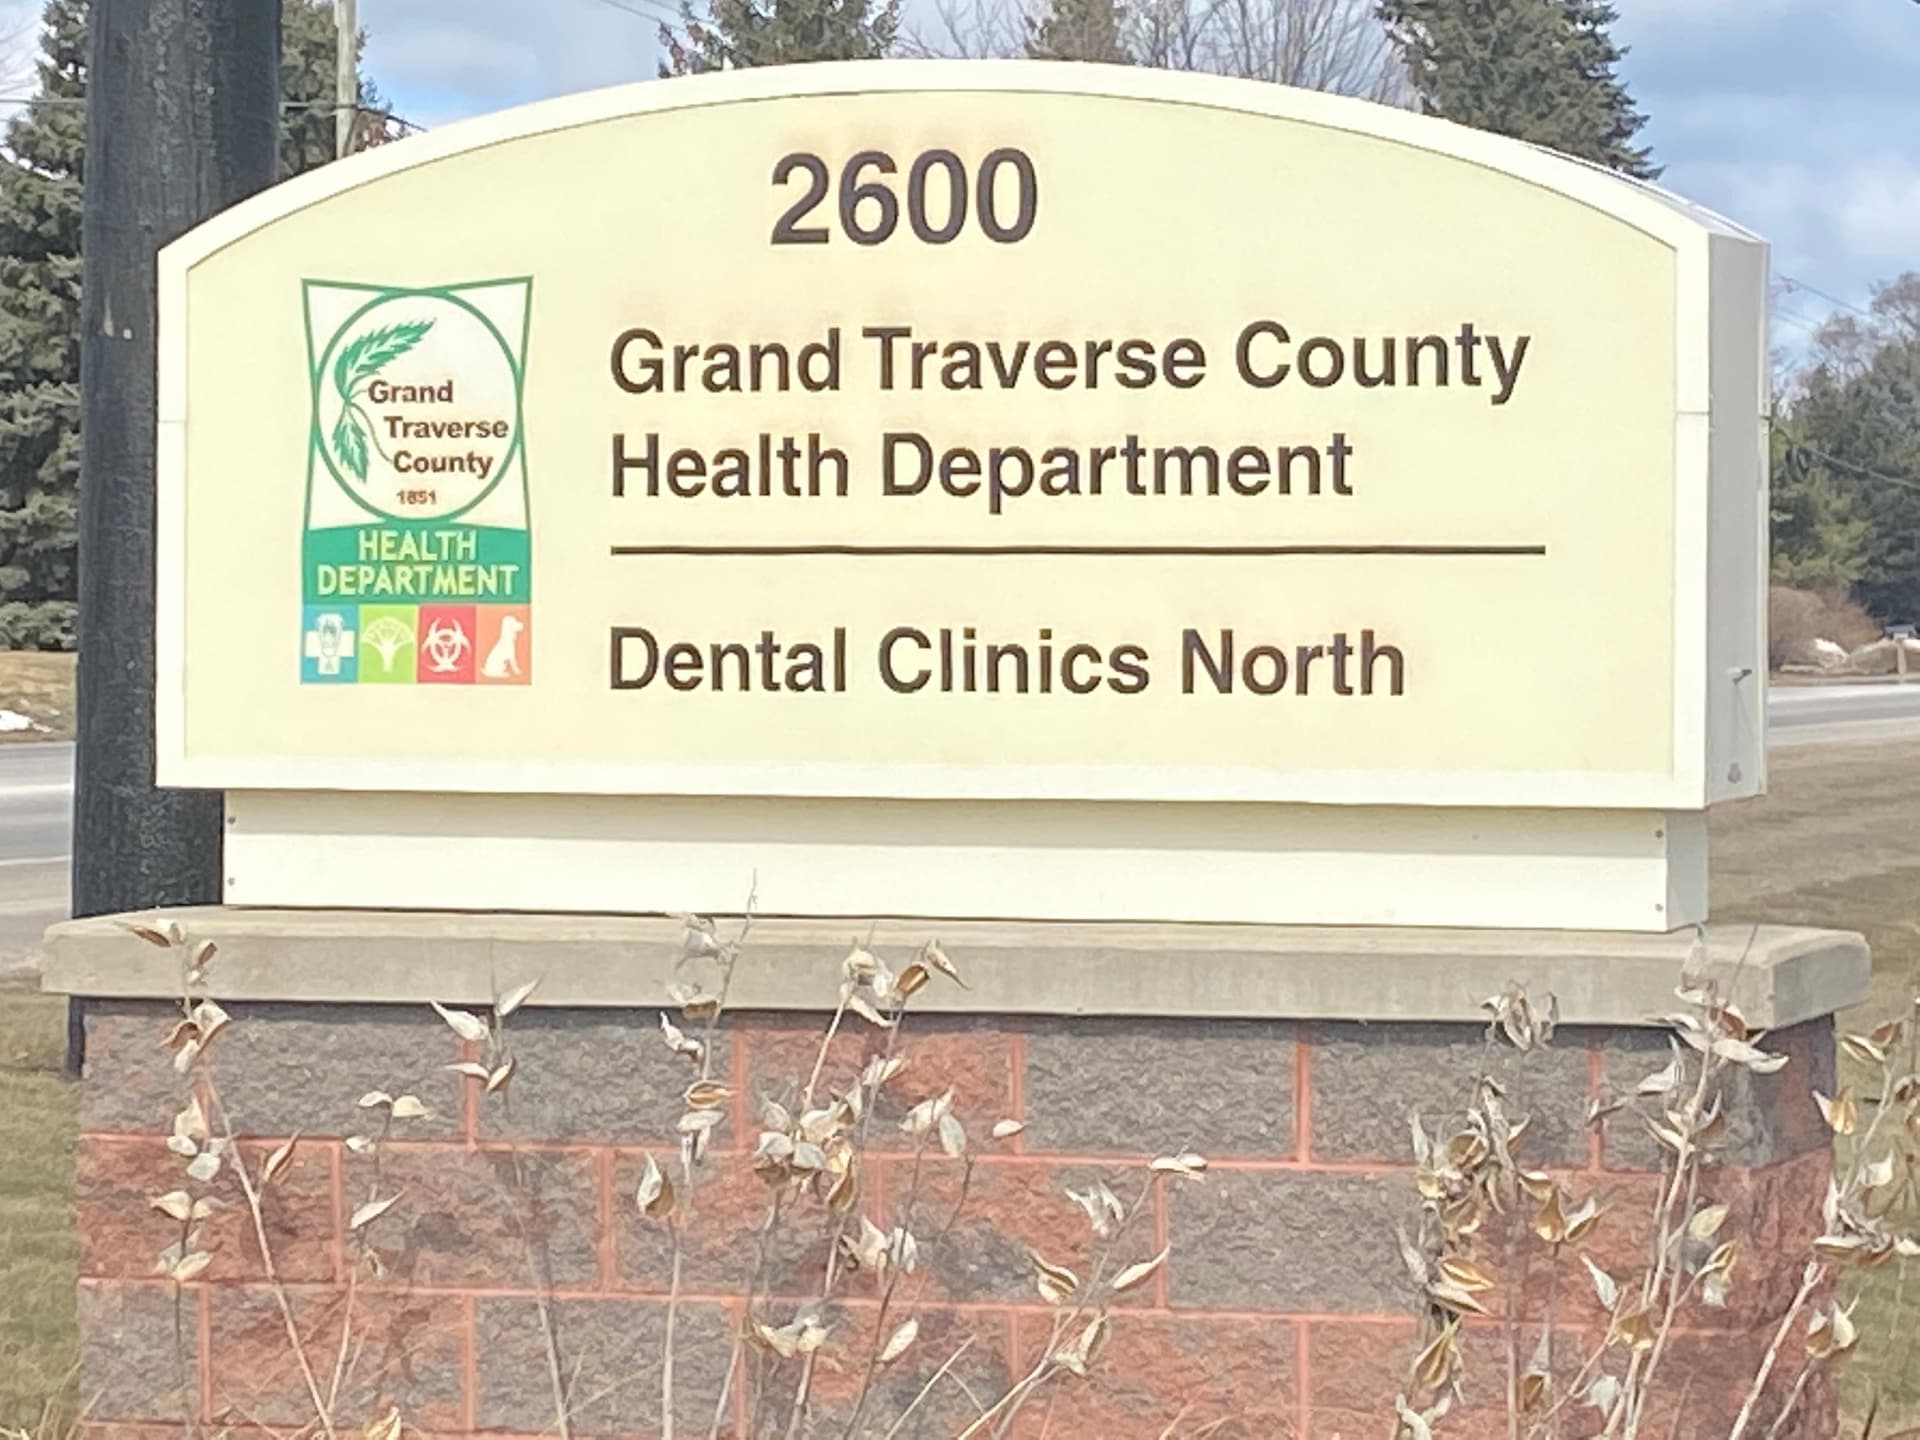 2600
Grand Traverse County
Health Department
Dental Clinics North
Grand
Traverse
County
1851
HEALTH
DEPARTMENT